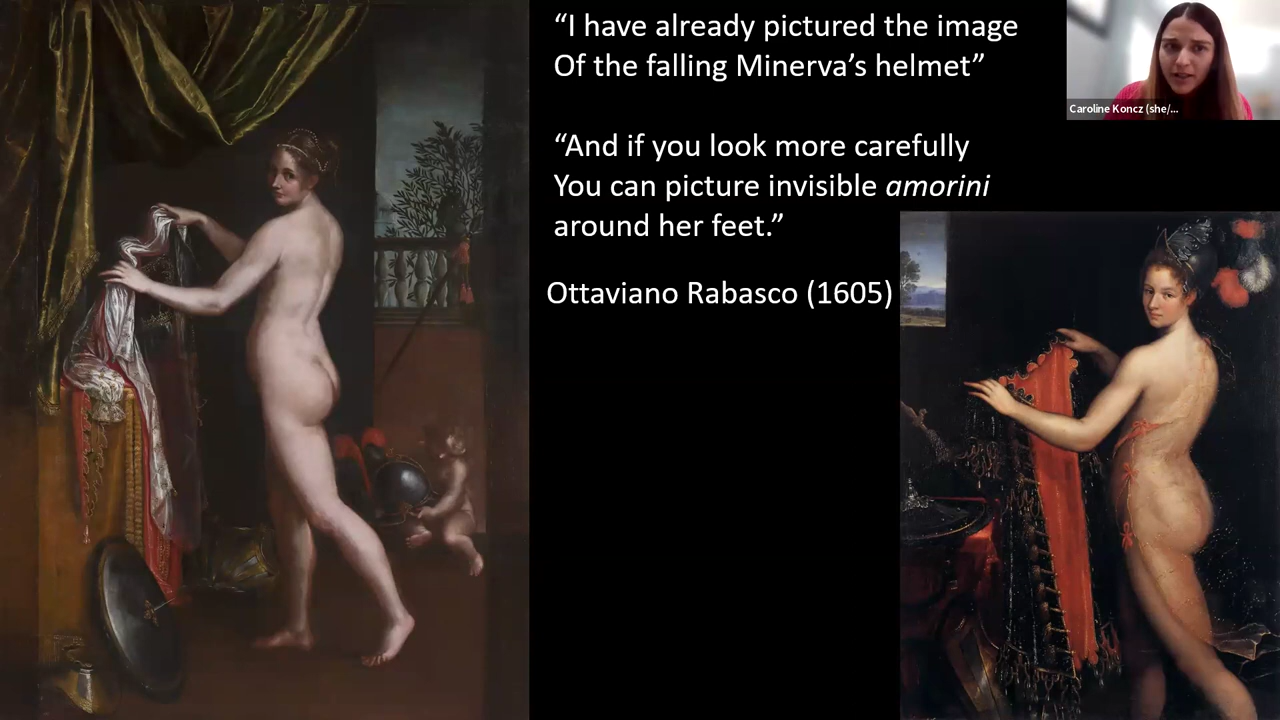 “I have already pictured the image
Of the falling Minerva’s helmet”
“And if you look more carefully
You can picture invisible amorini
around her feet.”
Ottaviano Rabasco (1605)
Caroline Koncz (she/...